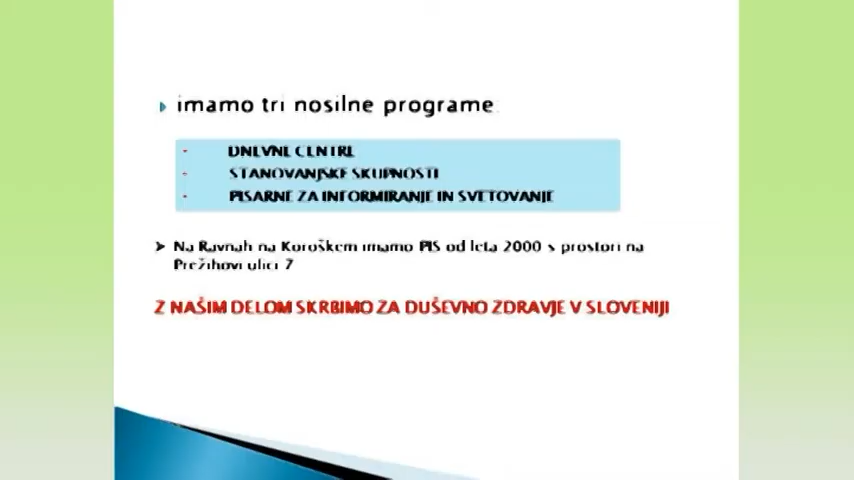 imamo tri nosilne programe
- DNEVNE CENTRE
- STANOVANJSKE SKUPNOSTI
- PISARNE ZA INFORMIRANJE IN SVETOVANJE
Na Ravnah na Koroškem imamo PIS od leta 2000 s prostori na
Prežihovi ulici 7
Z NAŠIM DELOM SKRBIMO ZA DUŠEVNO ZDRAVJE V SLOVENIJI